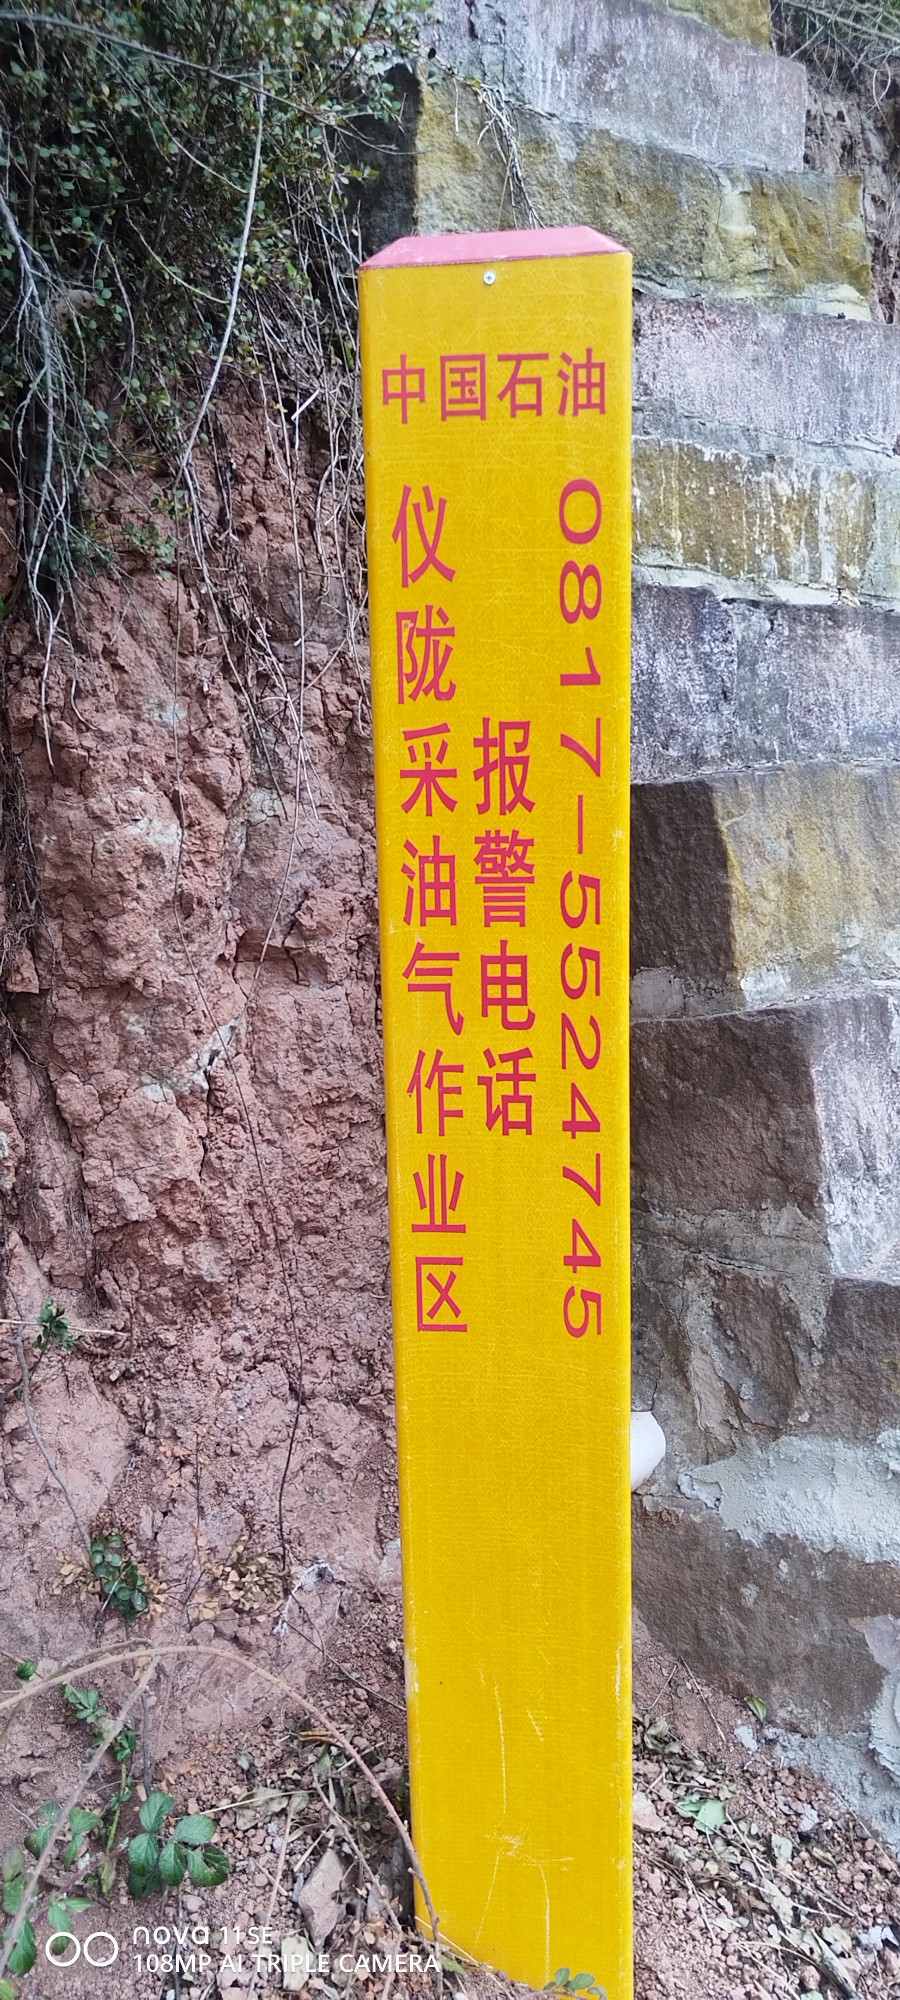 中国石油
0817-5524745
报警电话
仪陇采油气作业区
nova 11 SE
108MP AI TRIPLE CAMERA